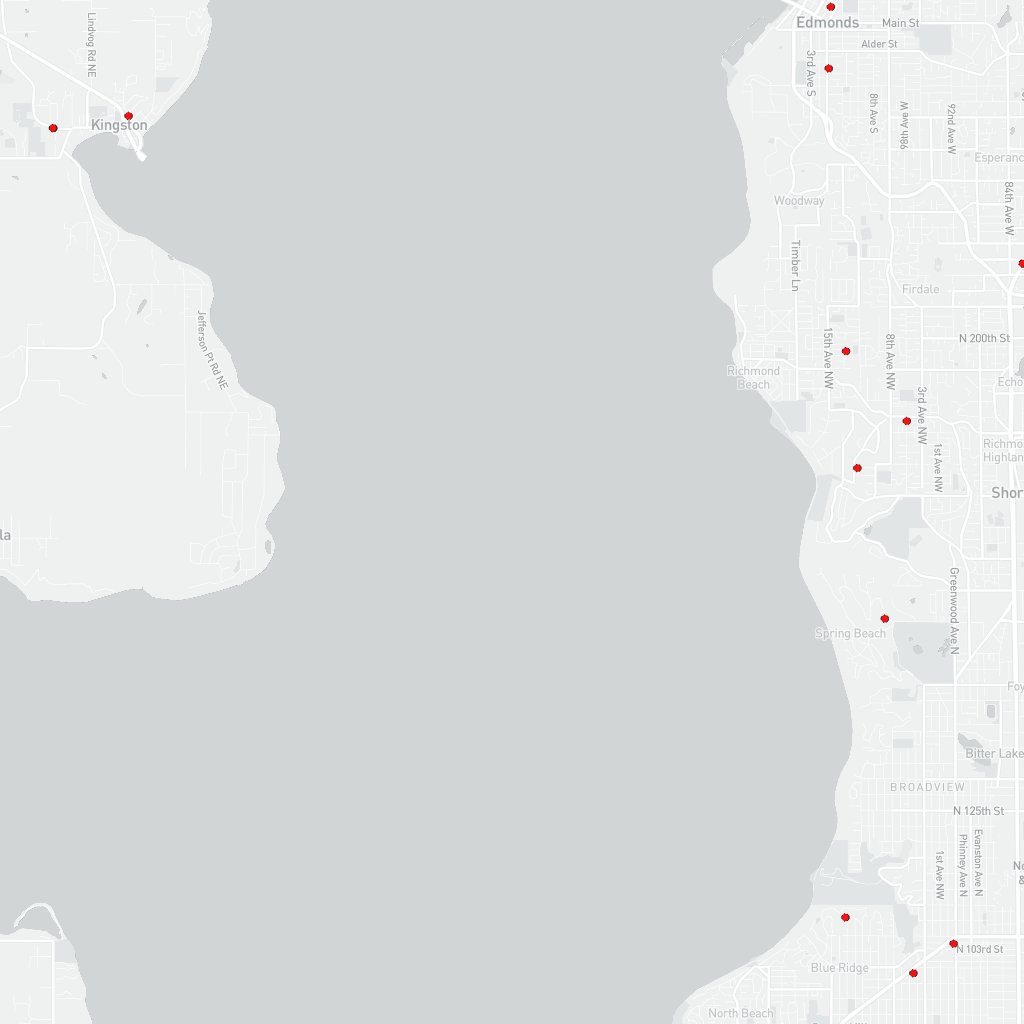 Edmonds
Main St
Alder St
Lindvog Rd NE
3rd Ave S
8th Ave S
98th Ave W
92nd Ave W
Kingston
Esperanc
84th Ave W
Woodway
Timber Ln
Firdale
Jefferson Pt Rd NE
15th Ave NW
8th Ave NW
N 200th St
Richmond
Beach
Echo
3rd Ave NW
1st Ave NW
Richmo
Highlan
Shor
la
Greenwood Ave N
Spring Beach
Foy
Bitter Lake
BROADVIEW
N 125th St
1st Ave NW
Phinney Ave N
Evanston Ave N
No
&
N 103rd St
Blue Ridge
North Beach